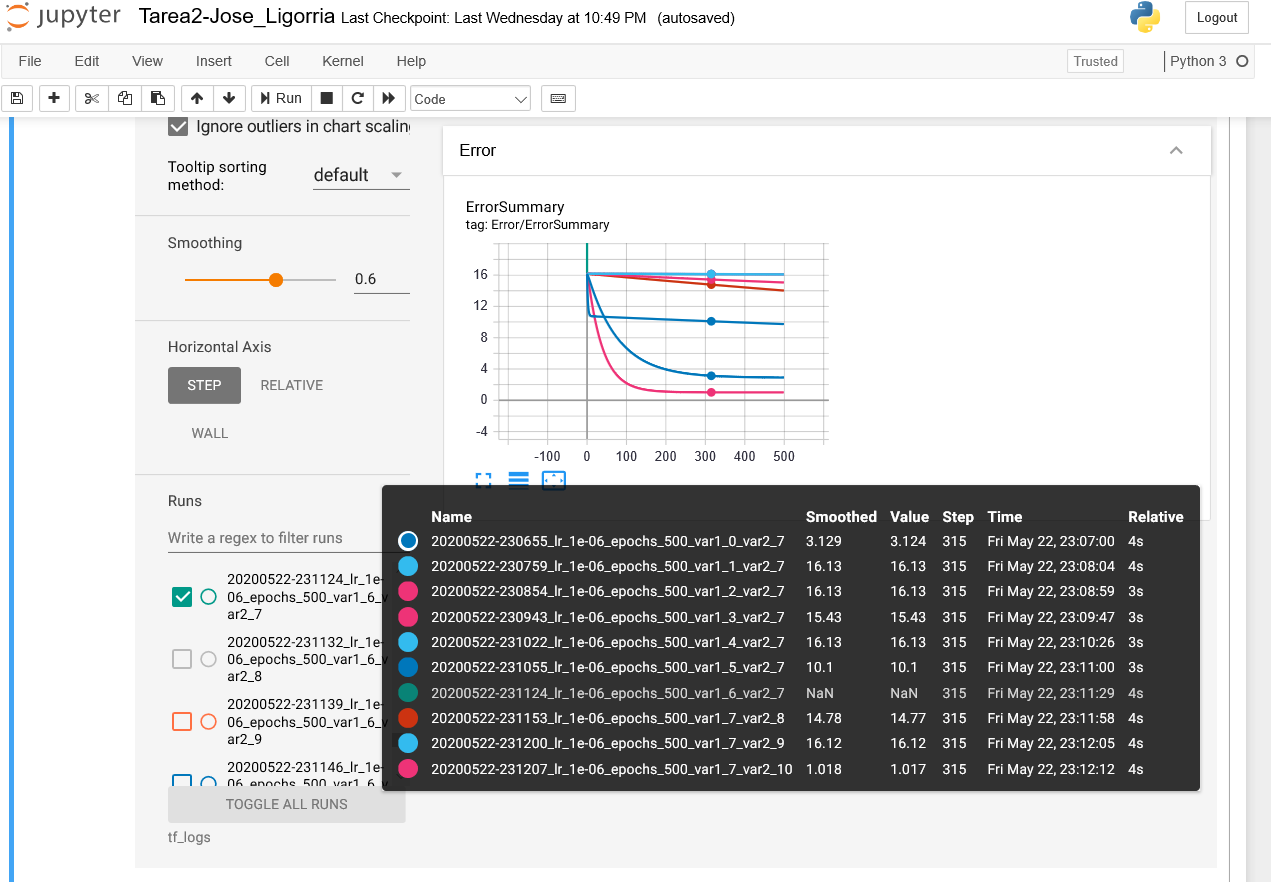 jupyter Tarea2-Jose_Ligorria Last Checkpoint: Last Wednesday at 10:49 PM (autosaved)
Logout
File Edit View Insert Cell Kernel Help
Trusted
Python 3
Run
Code
Ignore outliers in chart scaling
Tooltip sorting
method:
default
Smoothing
0.6
Horizontal Axis
STEP RELATIVE
WALL
Runs
Write a regex to filter runs
20200522-231124_lr_1e-
06_epochs_500_var1_6_v
ar2_7
20200522-231132_lr_1e-
06_epochs_500_var1_6_v
ar2_8
20200522-231139_lr_1e-
06_epochs_500_var1_6_v
ar2_9
20200522-231146_lr_1e-
06_epochs_500_var1_6_v
TOGGLE ALL RUNS
tf_logs
Error
ErrorSummary
tag: Error/ErrorSummary
16
12
8
4
0
-4
-100 0 100 200 300 400 500
Name Smoothed Value Step Time Relative
20200522-230655_lr_1e-06_epochs_500_var1_0_var2_7 3.129 3.124 315 Fri May 22, 23:07:00 4s
20200522-230759_lr_1e-06_epochs_500_var1_1_var2_7 16.13 16.13 315 Fri May 22, 23:08:04 4s
20200522-230854_lr_1e-06_epochs_500_var1_2_var2_7 16.13 16.13 315 Fri May 22, 23:08:59 3s
20200522-230943_lr_1e-06_epochs_500_var1_3_var2_7 15.43 15.43 315 Fri May 22, 23:09:47 3s
20200522-231022_lr_1e-06_epochs_500_var1_4_var2_7 16.13 16.13 315 Fri May 22, 23:10:26 3s
20200522-231055_lr_1e-06_epochs_500_var1_5_var2_7 10.1 10.1 315 Fri May 22, 23:11:00 3s
20200522-231124_lr_1e-06_epochs_500_var1_6_var2_7 NaN NaN 315 Fri May 22, 23:11:29 4s
20200522-231153_lr_1e-06_epochs_500_var1_7_var2_8 14.78 14.77 315 Fri May 22, 23:11:58 4s
20200522-231200_lr_1e-06_epochs_500_var1_7_var2_9 16.12 16.12 315 Fri May 22, 23:12:05 4s
20200522-231207_lr_1e-06_epochs_500_var1_7_var2_10 1.018 1.017 315 Fri May 22, 23:12:12 4s